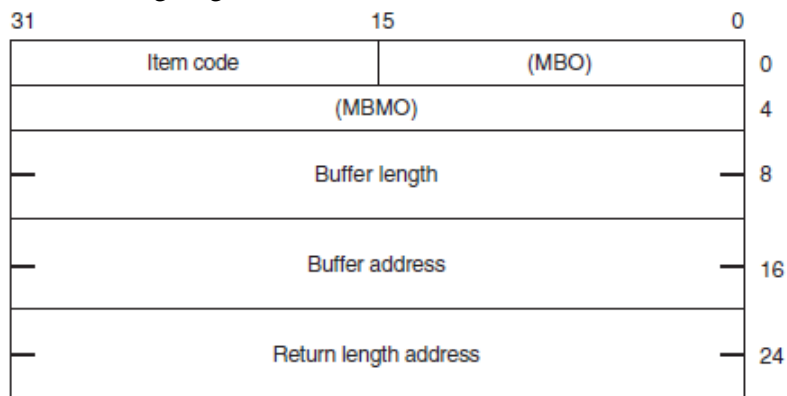 31 15 0
Item code (MBO) 0
(MBMO) 4
Buffer length 8
Buffer address 16
Return length address 24